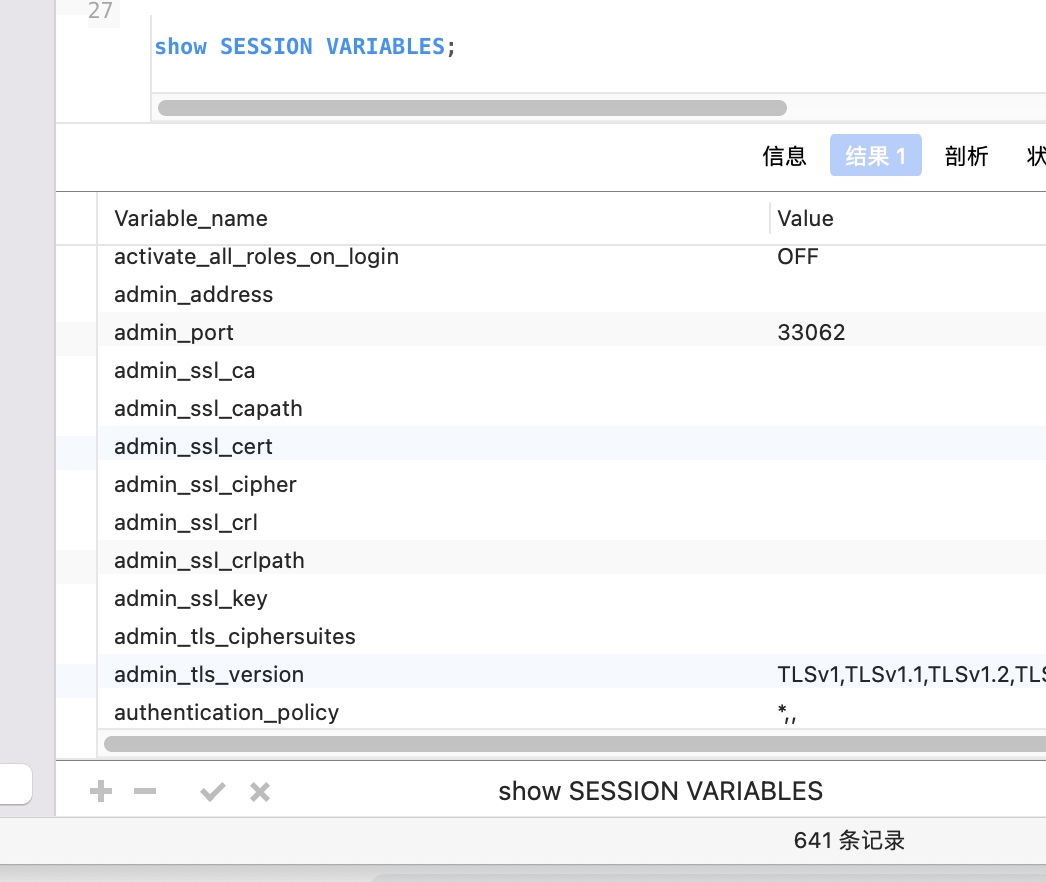 27
show SESSION VARIABLES;
信息 结果 1 剖析 状
Variable_name Value
activate_all_roles_on_login OFF
admin_address
admin_port 33062
admin_ssl_ca
admin_ssl_capath
admin_ssl_cert
admin_ssl_cipher
admin_ssl_crl
admin_ssl_crlpath
admin_ssl_key
admin_tls_ciphersuites
admin_tls_version TLSv1,TLSv1.1,TLSv1.2,TLS
authentication_policy *,,
show SESSION VARIABLES
641 条记录